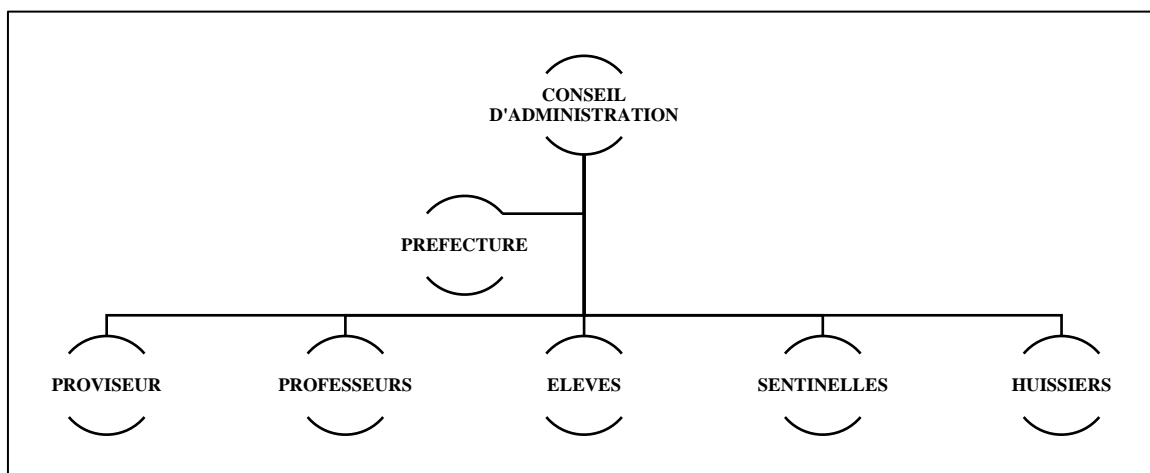 CONSEIL
D'ADMINISTRATION
PREFECTURE
PROVISEUR
PROFESSEURS
ELEVES
SENTINELLES
HUISSIERS